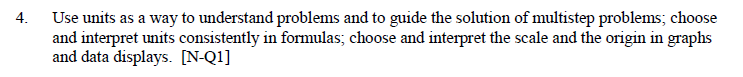 4. Use units as a way to understand problems and to guide the solution of multistep problems; choose
and interpret units consistently in formulas; choose and interpret the scale and the origin in graphs
and data displays. [N-Q1]